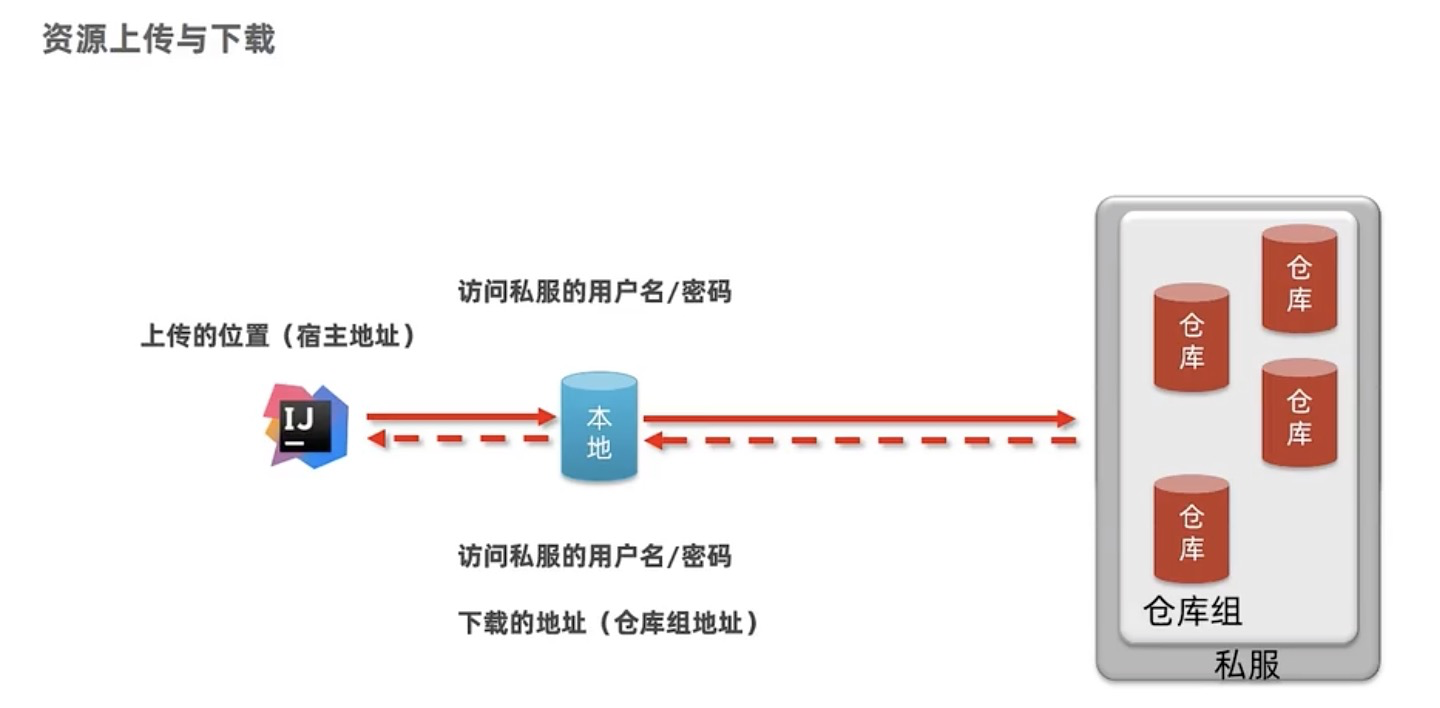 资源上传与下载
访问私服的用户名/密码
上传的位置（宿主地址）
IJ
本
地
仓
库
仓
库
仓
库
仓
库
访问私服的用户名/密码
下载的地址（仓库组地址）
仓库组
私服